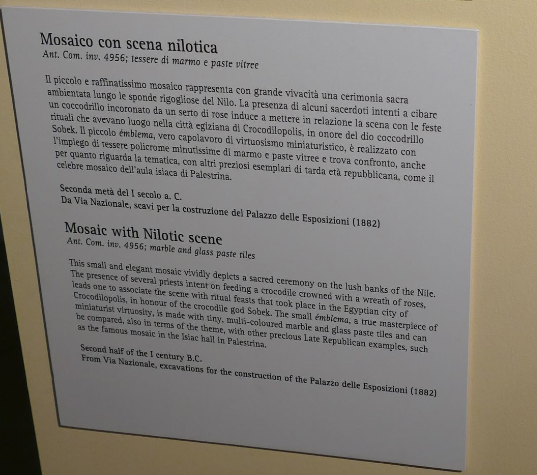 Mosaico con scena nilotica
Ant. Com. inv. 4956; tessere di marmo e paste vitree
Il piccolo e raffinatissimo mosaico rappresenta con grande vivacità una cerimonia sacra
ambientata lungo le sponde rigogliose del Nilo. La presenza di alcuni sacerdoti intenti a cibare
un coccodrillo incoronato da un serto di rose induce a mettere in relazione la scena con le feste
rituali che avevano luogo nella città egiziana di Crocodilopolis, in onore del dio coccodrillo
Sobek. Il piccolo émblema, vero capolavoro di virtuosismo miniaturistico, è realizzato con
l'impiego di tessere policrome minutissime di marmo e paste vitree e trova confronto, anche
per quanto riguarda la tematica, con altri preziosi esemplari di tarda età repubblicana, come il
celebre mosaico dell'aula isiaca di Palestrina.
Seconda metà del I secolo a. C.
Da Via Nazionale, scavi per la costruzione del Palazzo delle Esposizioni (1882)
Mosaic with Nilotic scene
Ant. Com. inv. 4956; marble and glass paste tiles
This small and elegant mosaic vividly depicts a sacred ceremony on the lush banks of the Nile.
The presence of several priests intent on feeding a crocodile crowned with a wreath of roses,
leads one to associate the scene with ritual feasts that took place in the Egyptian city of
Crocodilopolis, in honour of the crocodile god Sobek. The small émblema, a true masterpiece of
miniaturist virtuosity, is made with tiny, multi-coloured marble and glass paste tiles and can
be compared, also in terms of the theme, with other precious Late Republican examples, such
as the famous mosaic in the Isiac hall in Palestrina.
Second half of the I century B.C.
From Via Nazionale, excavations for the construction of the Palazzo delle Esposizioni (1882)